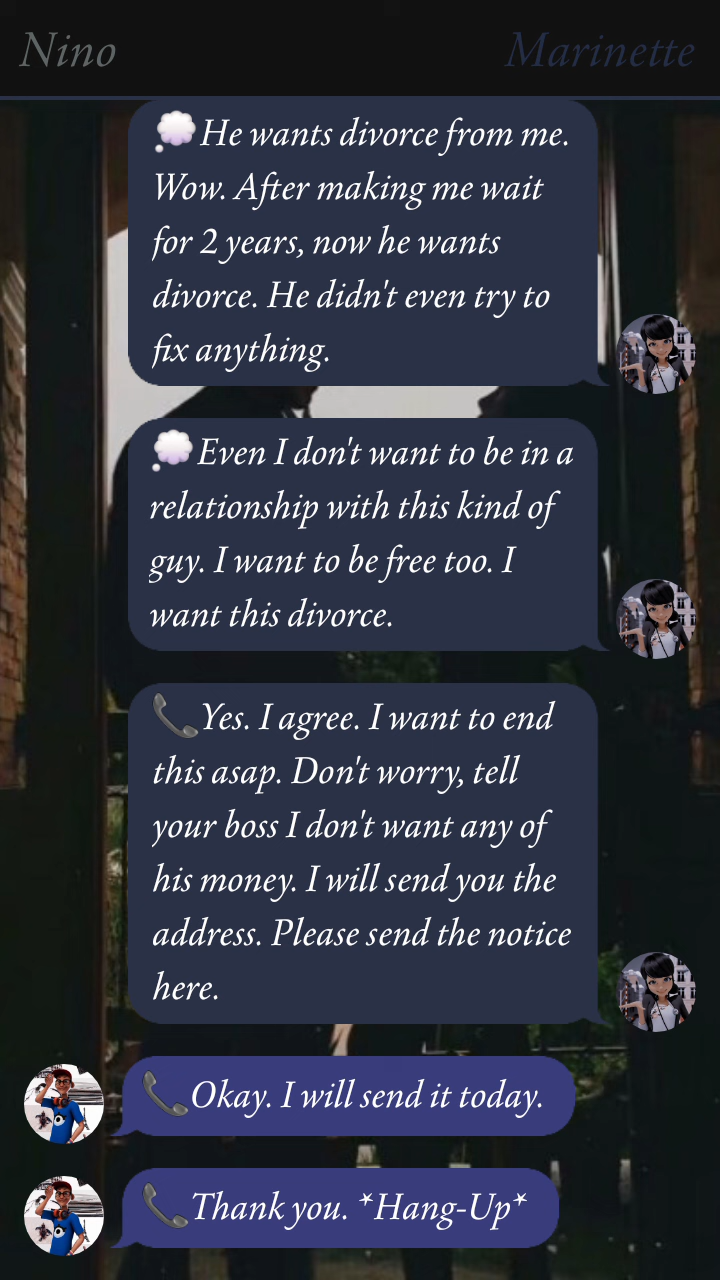 Nino Marinette
💭He wants divorce from me.
Wow. After making me wait
for 2 years, now he wants
divorce. He didn't even try to
fix anything.
💭Even I don't want to be in a
relationship with this kind of
guy. I want to be free too. I
want this divorce.
📞Yes. I agree. I want to end
this asap. Don't worry, tell
your boss I don't want any of
his money. I will send you the
address. Please send the notice
here.
📞Okay. I will send it today.
📞Thank you. *Hang-Up*